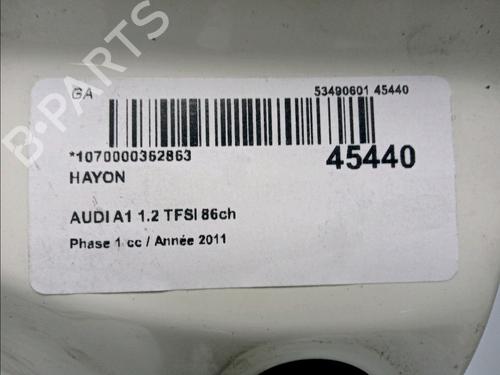 GA
53490601 45440
*1070000362863
45440
HAYON
AUDI A1 1.2 TFSI 86ch
Phase 1 cc / Année 2011
B-PARTS